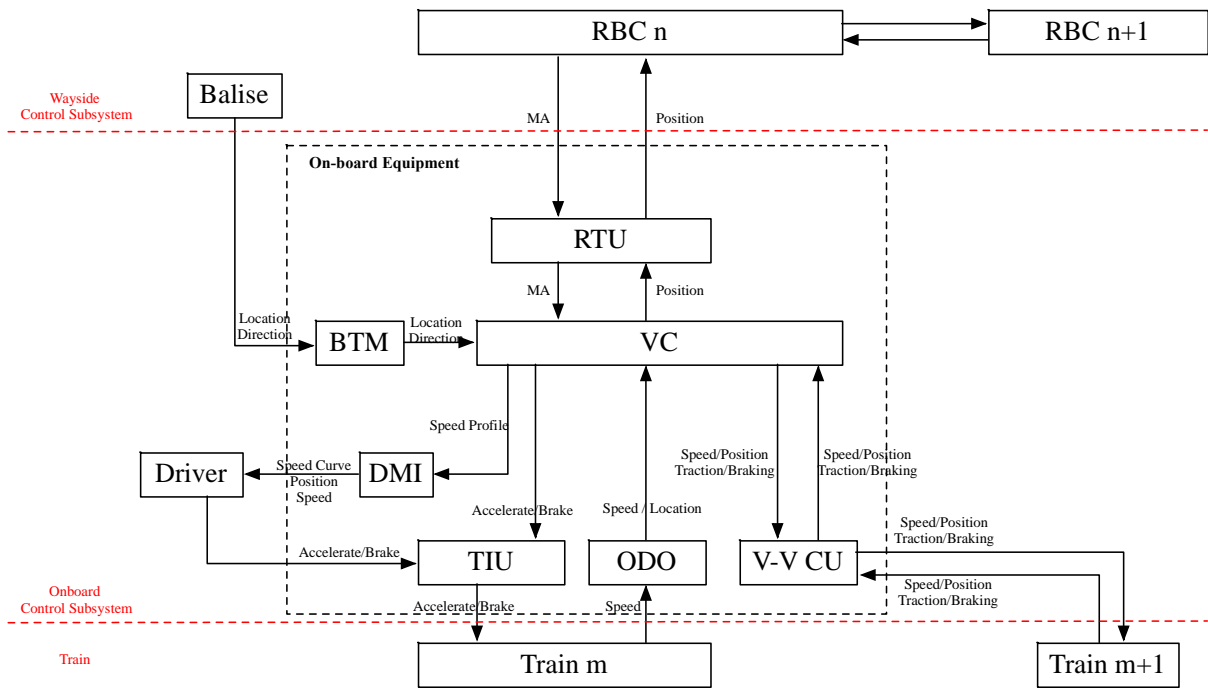 RBC n
RBC n+1
Balise
Wayside
Control Subsystem
MA
Position
On-board Equipment
RTU
MA
Position
Location
Direction
BTM
Location
Direction
VC
Speed Profile
Speed/Position
Traction/Braking
Speed/Position
Traction/Braking
Driver
Speed Curve
Position
Speed
DMI
Accelerate/Brake
Speed / Location
Speed/Position
Traction/Braking
Accelerate/Brake
TIU
ODO
V-V CU
Speed/Position
Traction/Braking
Onboard
Control Subsystem
Accelerate/Brake
Speed
Train
Train m
Train m+1